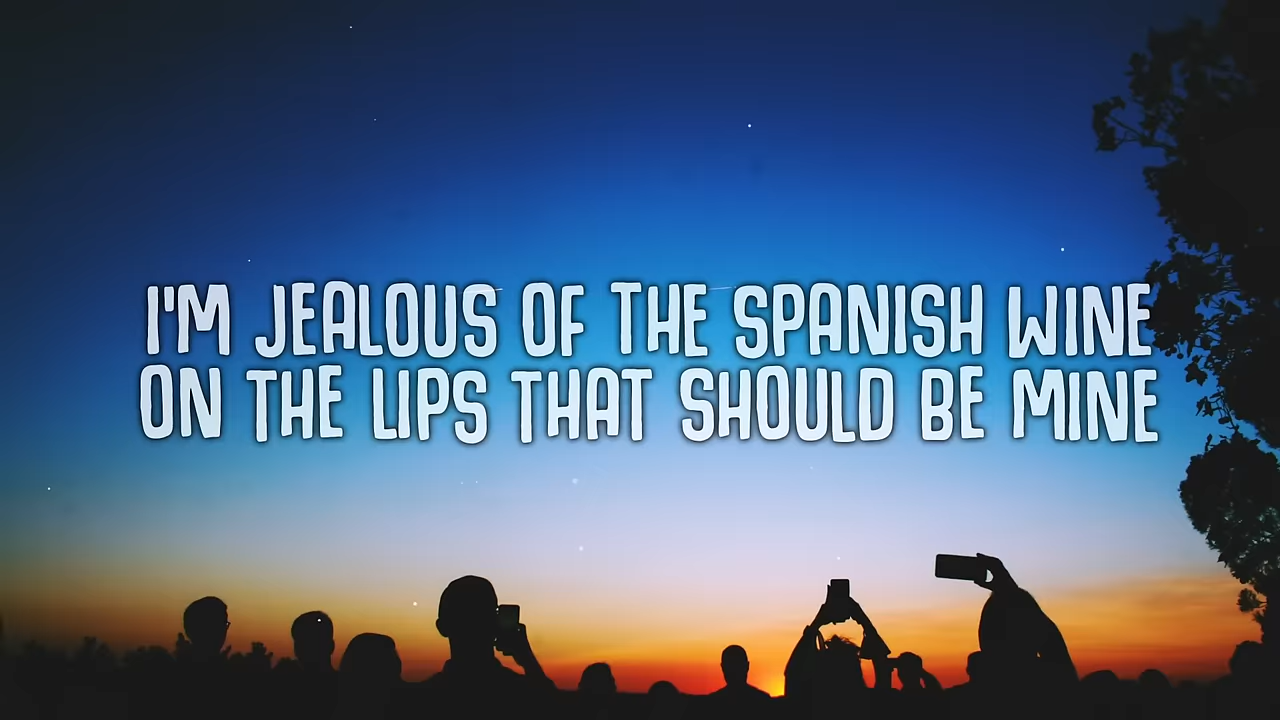 I'M JEALOUS OF THE SPANISH WINE
ON THE LIPS THAT SHOULD BE MINE